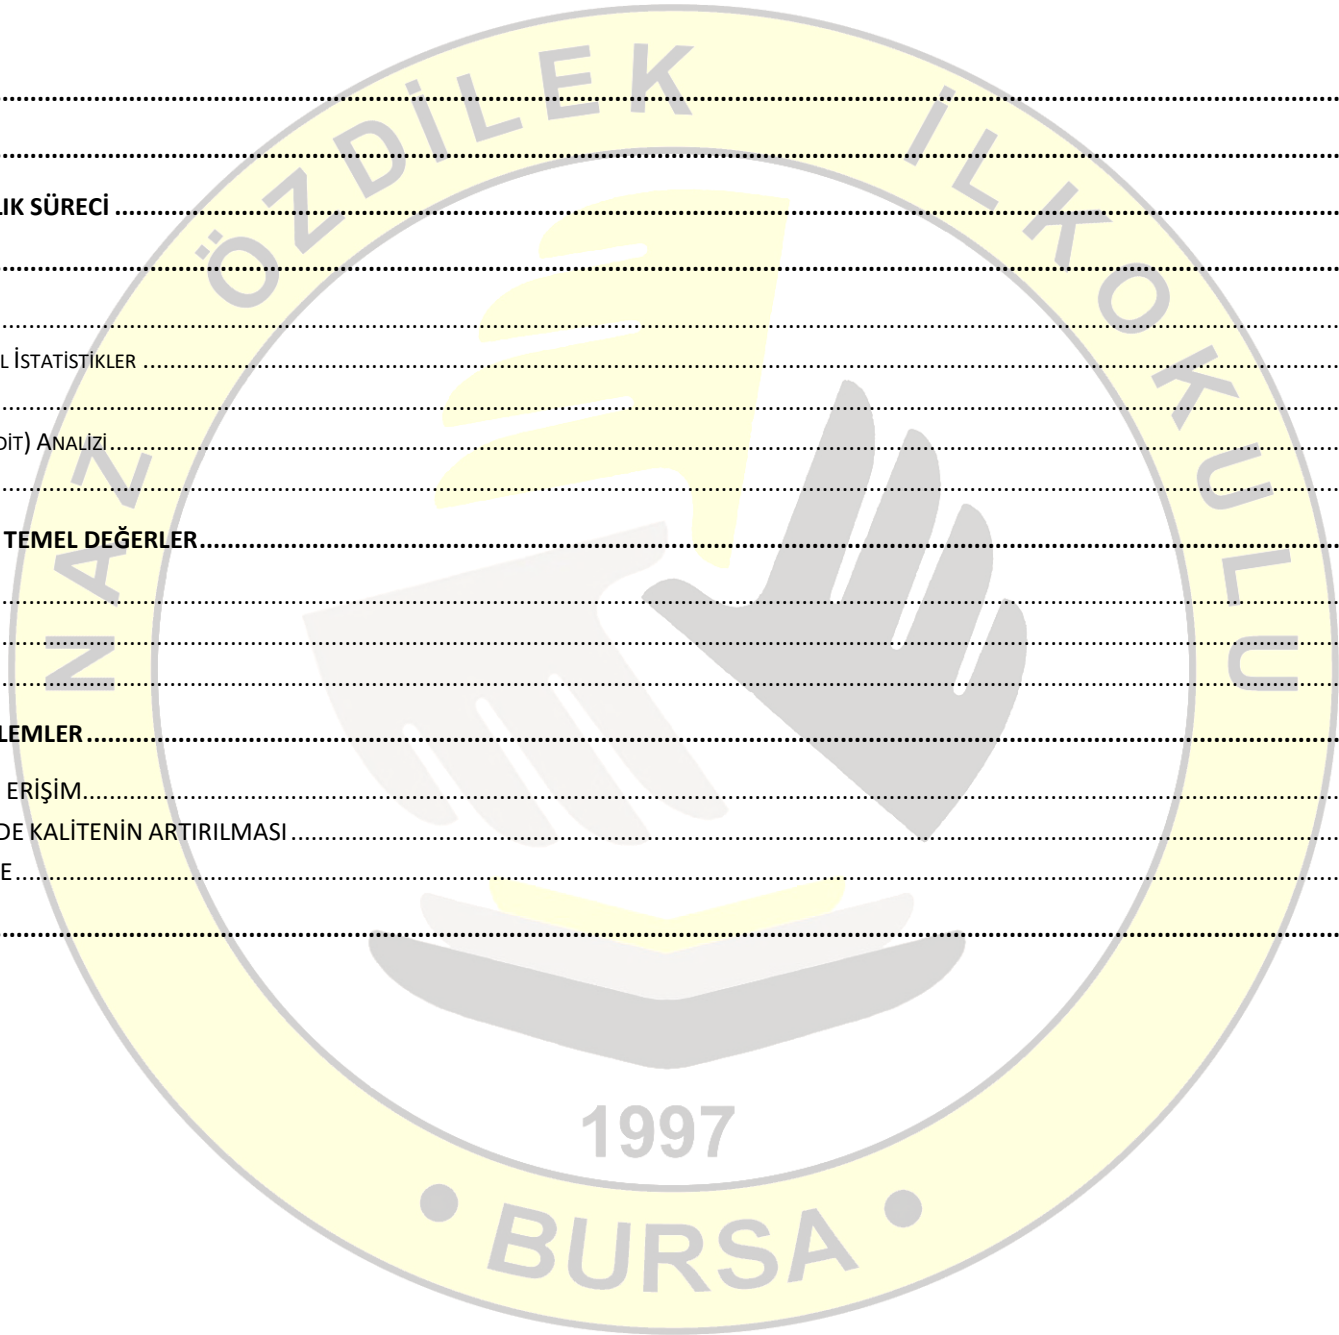 NAZ ÖZDİLEK İLKOKULU
LIK SÜRECİ ................................................................
L İSTATİSTİKLER ................................................................
DİT) ANALİZİ ................................................................
TEMEL DEĞERLER ................................................................
LEMLER ................................................................
ERİŞİM ................................................................
DE KALİTENİN ARTIRILMASI ................................................................
E ................................................................
1997
• BURSA •